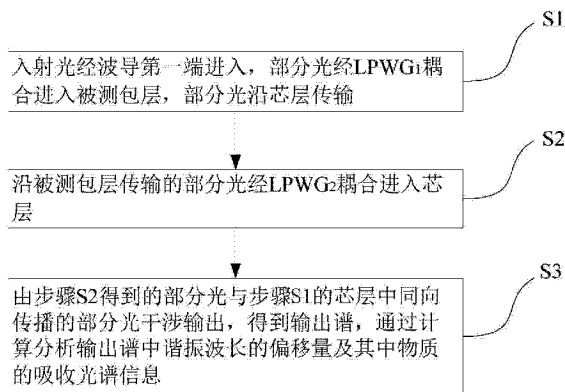 S1
入射光经波导第一端进入，部分光经LPWG1耦
合进入被测包层，部分光沿芯层传输
S2
沿被测包层传输的部分光经LPWG2耦合进入芯
层
S3
由步骤S2得到的部分光与步骤S1的芯层中同向
传播的部分光干涉输出，得到输出谱，通过计
算分析输出谱中谐振波长的偏移量及其中物质
的吸收光谱信息